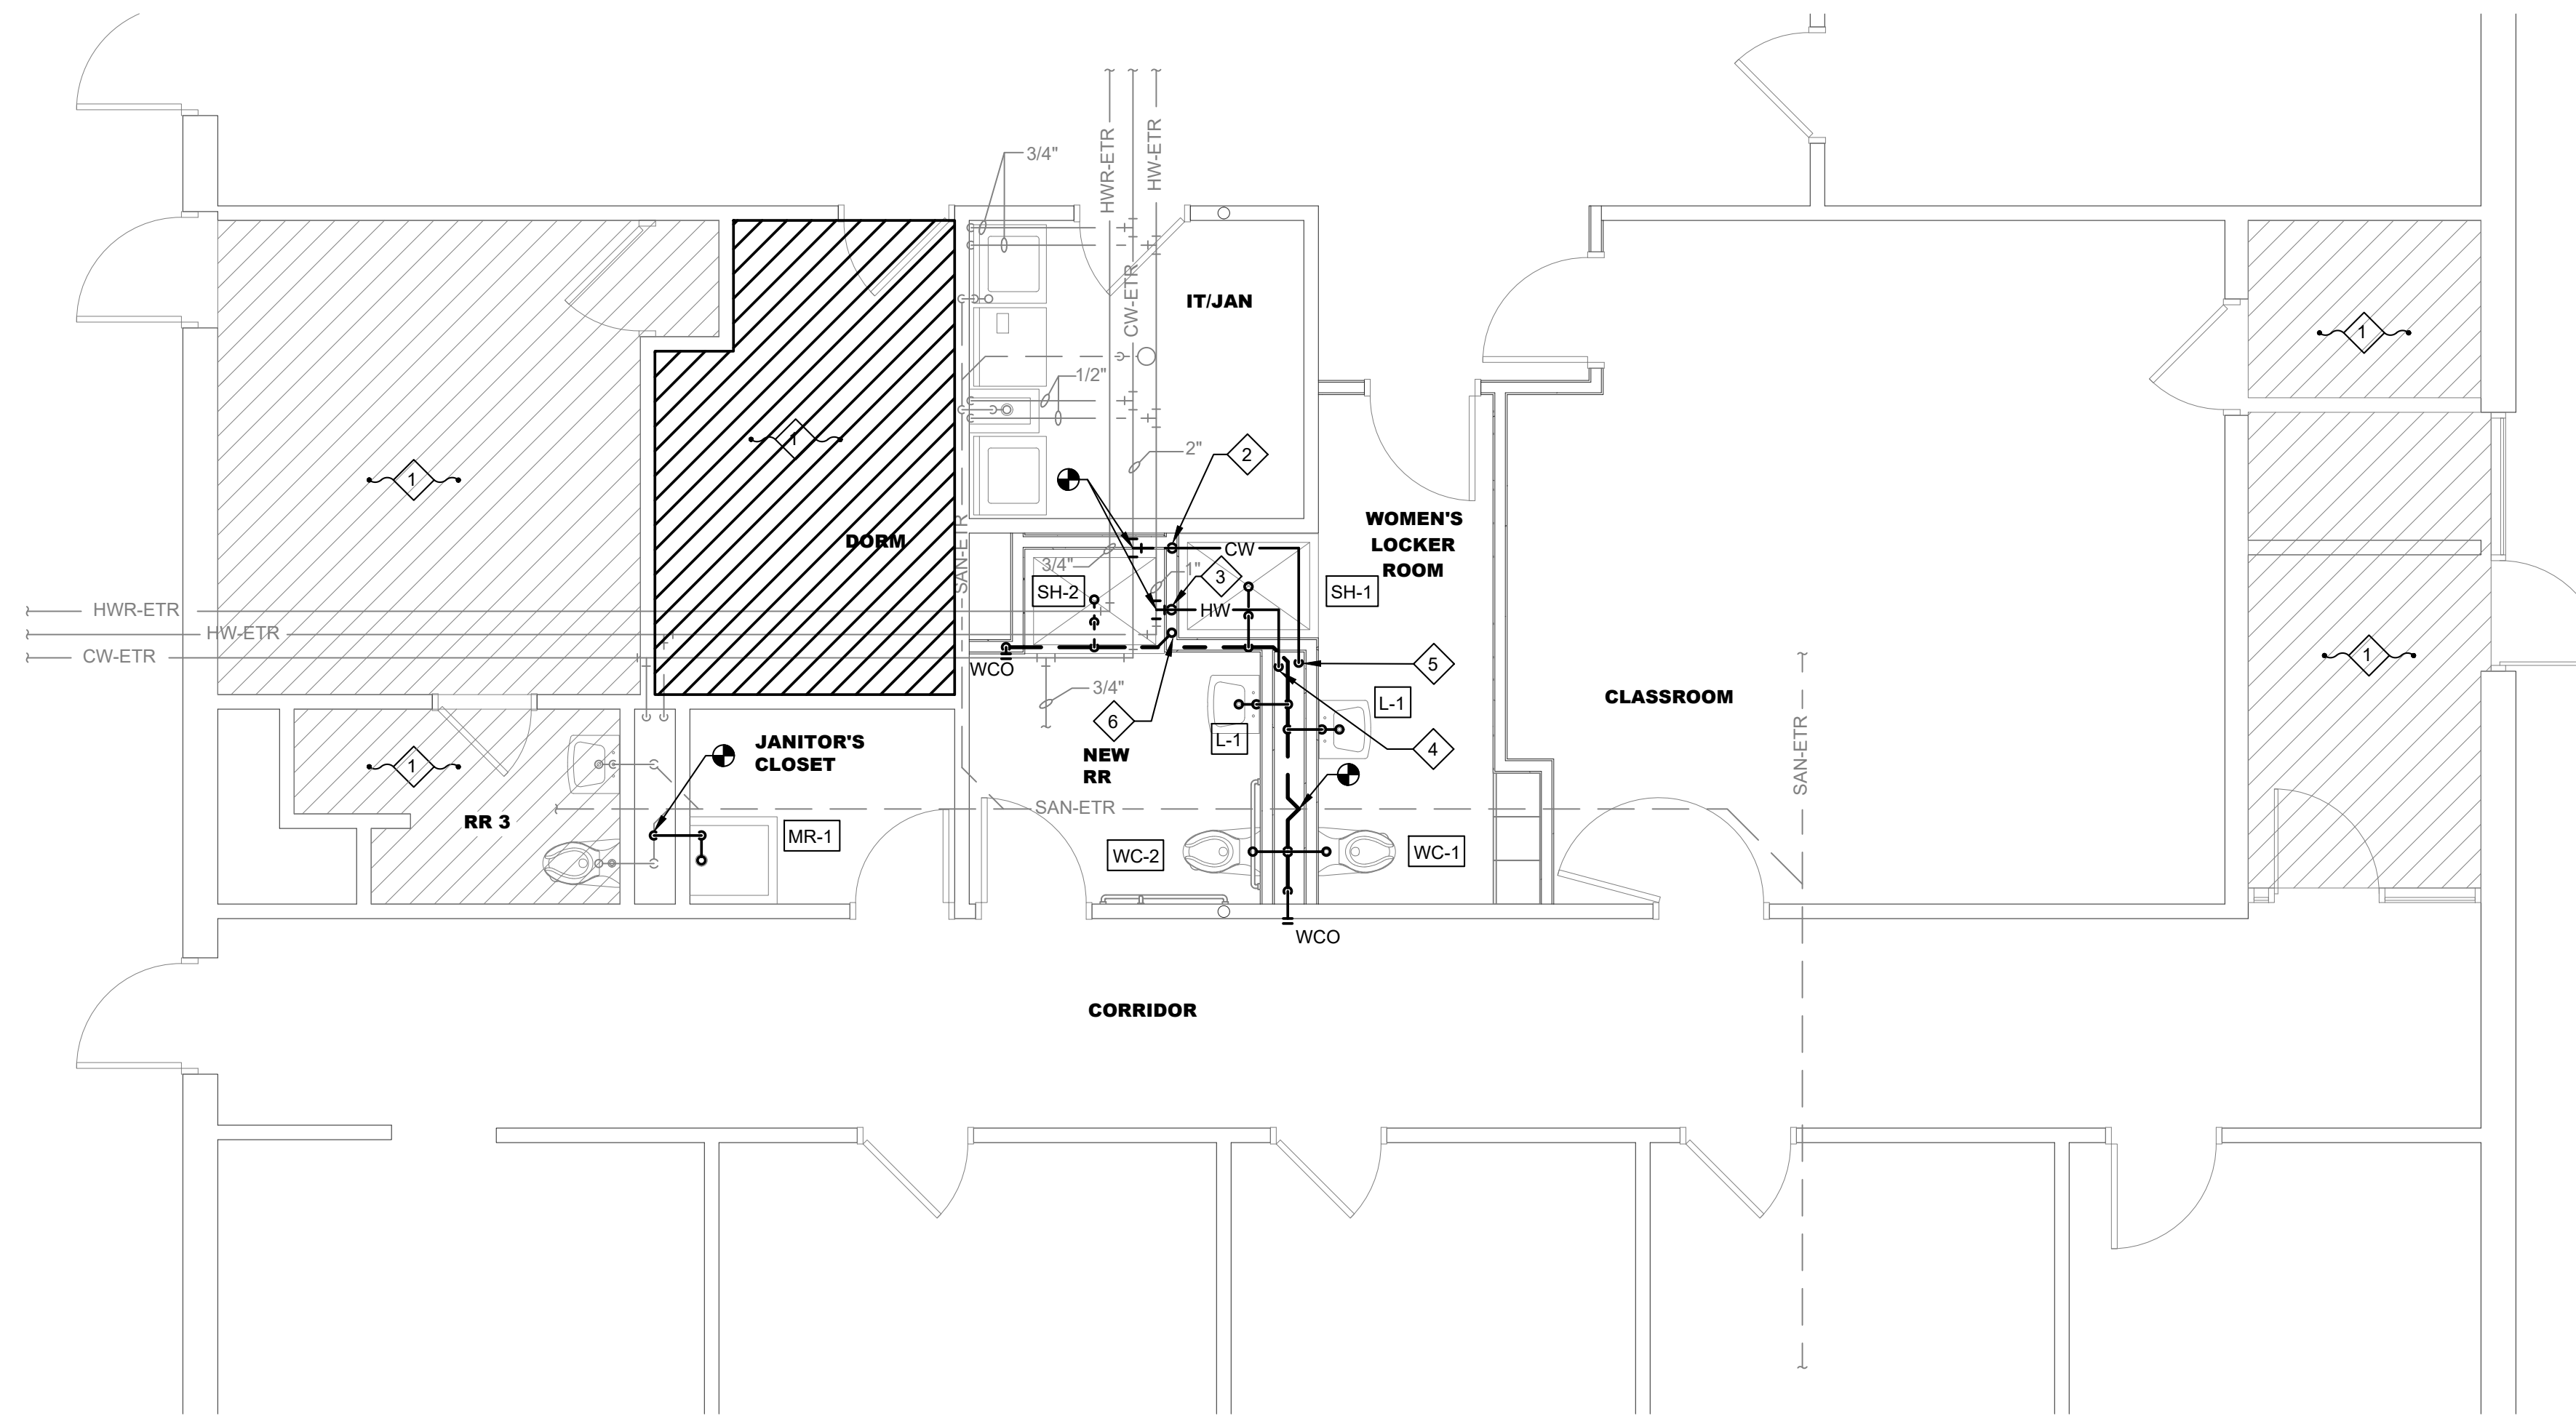 3/4"
HWR-ETR
HW-ETR
CW-ETR
IT/JAN
1
1/2"
1
2"
2
1
SAN-ETR
DORM
WOMEN'S
LOCKER
ROOM
CW
3/4"
1"
3
SH-2
SH-1
HW
HWR-ETR
HW-ETR
CW-ETR
WCO
5
1
3/4"
L-1
CLASSROOM
6
L-1
4
SAN-ETR
JANITOR'S
CLOSET
NEW
RR
1
SAN-ETR
RR 3
MR-1
WC-2
WC-1
WCO
CORRIDOR